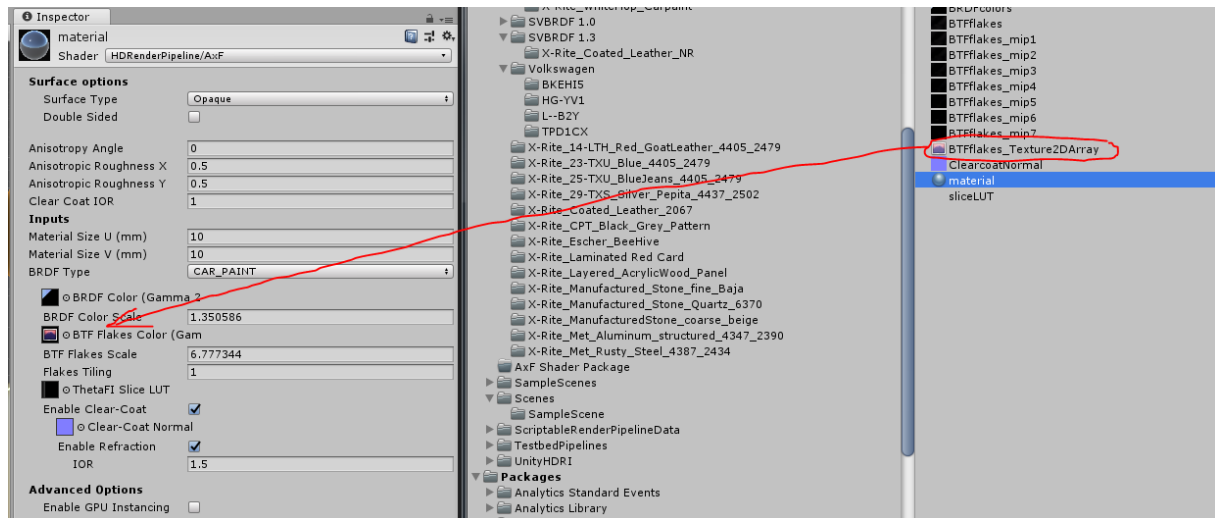 Inspector
material
Shader HDRenderPipeline/AxF
Surface options
Surface Type Opaque
Double Sided
Anisotropy Angle 0
Anisotropic Roughness X 0.5
Anisotropic Roughness Y 0.5
Clear Coat IOR 1
Inputs
Material Size U (mm) 10
Material Size V (mm) 10
BRDF Type CAR_PAINT
BRDF Color (Gamma 2
BRDF Color Scale 1.350586
BTF Flakes Color (Gam
BTF Flakes Scale 6.777344
Flakes Tiling 1
ThetaFI Slice LUT
Enable Clear-Coat
Clear-Coat Normal
Enable Refraction
IOR 1.5
Advanced Options
Enable GPU Instancing
X-Rite_WhiteHop_Carpaint
SVBRDF 1.0
SVBRDF 1.3
X-Rite_Coated_Leather_NR
Volkswagen
BKEHI5
HG-YV1
L--B2Y
TPD1CX
X-Rite_14-LTH_Red_GoatLeather_4405_2479
X-Rite_23-TXU_Blue_4405_2479
X-Rite_25-TXU_BlueJeans_4405_2479
X-Rite_29-TXS_Silver_Pepita_4437_2502
X-Rite_Coated_Leather_2067
X-Rite_CPT_Black_Grey_Pattern
X-Rite_Escher_BeeHive
X-Rite_Laminated Red Card
X-Rite_Layered_AcrylicWood_Panel
X-Rite_Manufactured_Stone_fine_Baja
X-Rite_Manufactured_Stone_Quartz_6370
X-Rite_ManufacturedStone_coarse_beige
X-Rite_Met_Aluminum_structured_4347_2390
X-Rite_Met_Rusty_Steel_4387_2434
AxF Shader Package
SampleScenes
Scenes
SampleScene
ScriptableRenderPipelineData
TestbedPipelines
UnityHDRI
Packages
Analytics Standard Events
Analytics Library
BRDFcolors
BTFflakes
BTFflakes_mip1
BTFflakes_mip2
BTFflakes_mip3
BTFflakes_mip4
BTFflakes_mip5
BTFflakes_mip6
BTFflakes_mip7
BTFflakes_Texture2DArray
ClearcoatNormal
material
sliceLUT